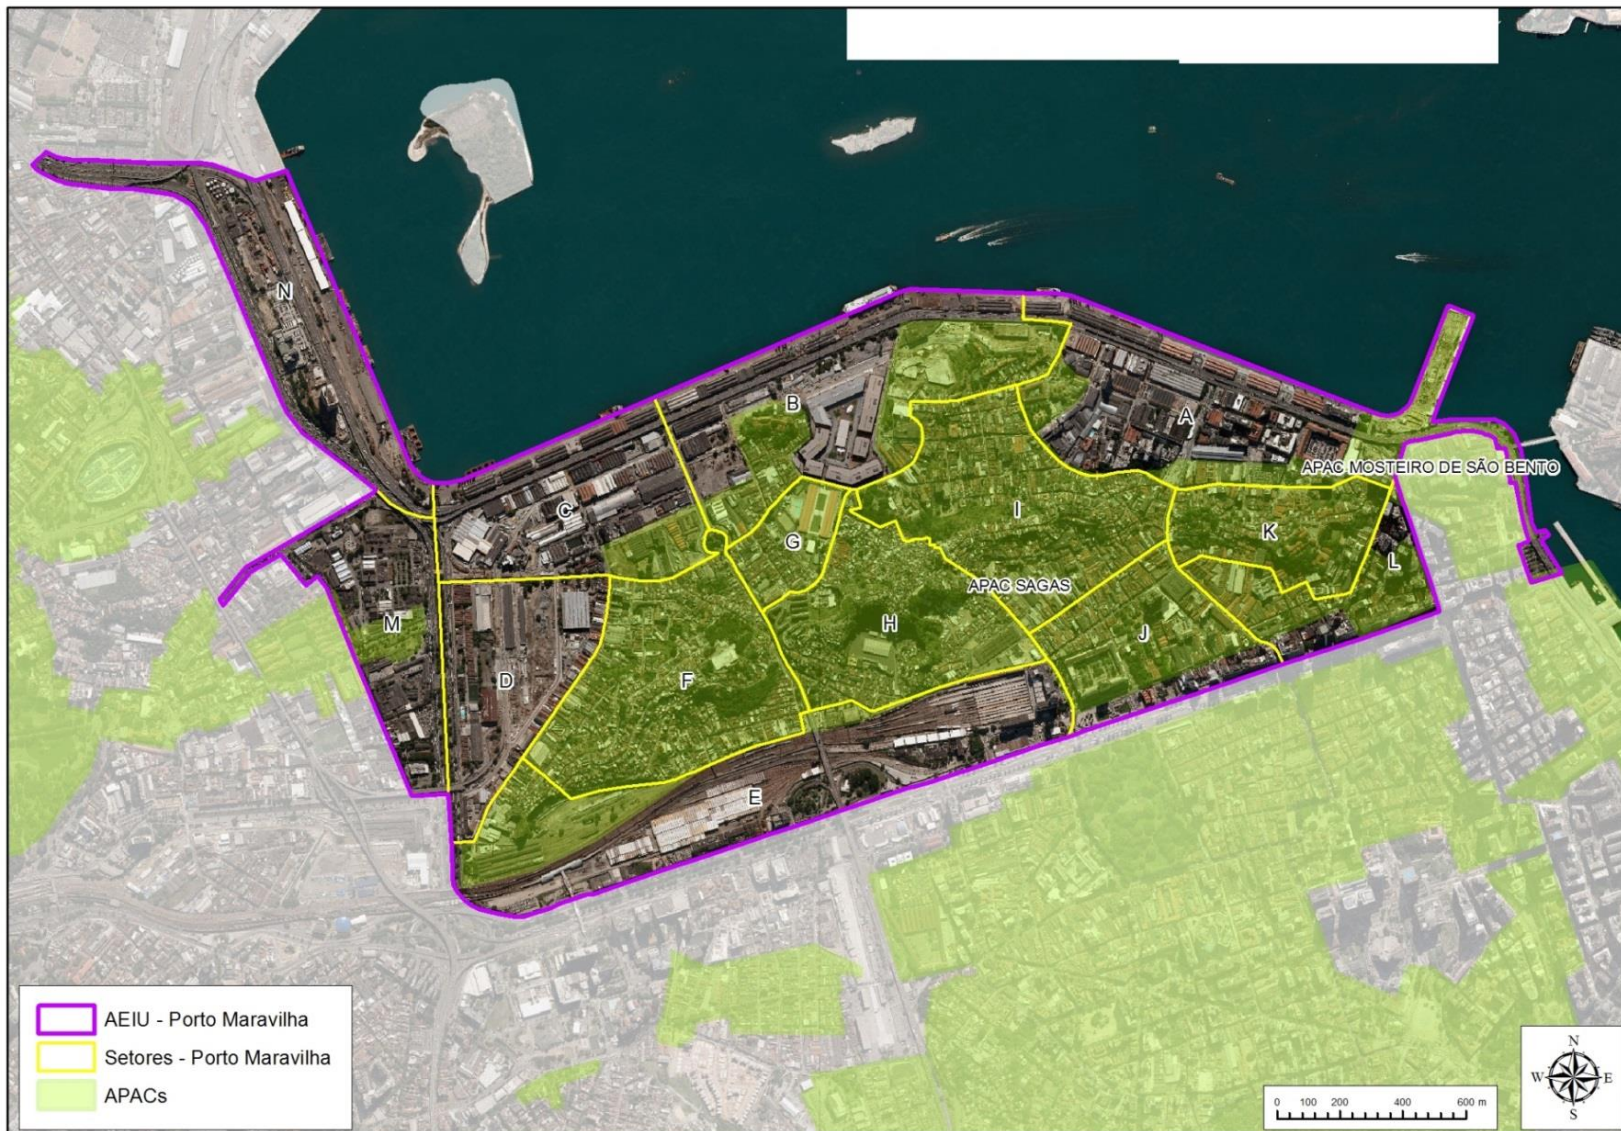 N
B
A
APAC MOSTEIRO DE SÃO BENTO
C
I
K
G
L
APAC SAGAS
M
H
J
D
F
E
AEIU - Porto Maravilha
Setores - Porto Maravilha
APACs
0 100 200 400 600 m
N
W E
S